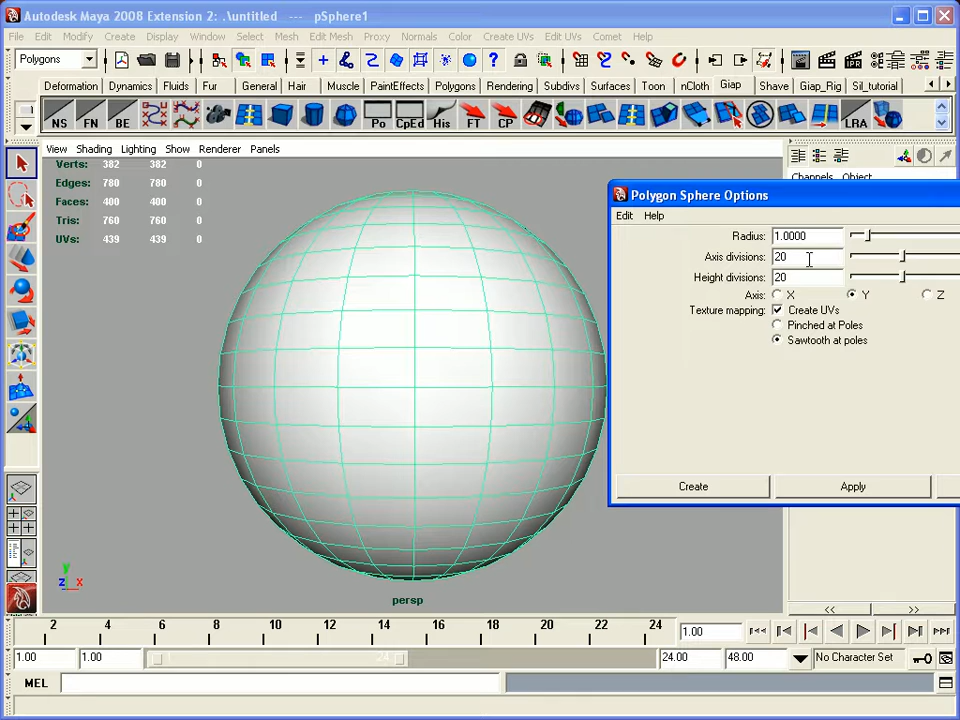 Autodesk Maya 2008 Extension 2: .\untitled --- pSphere1
File Edit Modify Create Display Window Select Mesh Edit Mesh Proxy Normals Color Create UVs Edit UVs Comet Help
Polygons
Deformation Dynamics Fluids Fur General Hair Muscle PaintEffects Polygons Rendering Subdivs Surfaces Toon nCloth Giap Shave Giap_Rig Sil_tutorial
NS FN BE Po CpEd His FT CP LRA
View Shading Lighting Show Renderer Panels
Channels Object
Verts: 382 382 0
Edges: 780 780 0
Faces: 400 400 0
Tris: 760 760 0
UVs: 439 439 0
Polygon Sphere Options
Edit Help
Radius: 1.0000
Axis divisions: 20
Height divisions: 20
Axis: X Y Z
Texture mapping: Create UVs
Pinched at Poles
Sawtooth at poles
Create Apply
y
z x
persp
<< >>
2 4 6 8 10 12 14 16 18 20 22 24
1.00
1.00 1.00 24 24.00 48.00 No Character Set
MEL